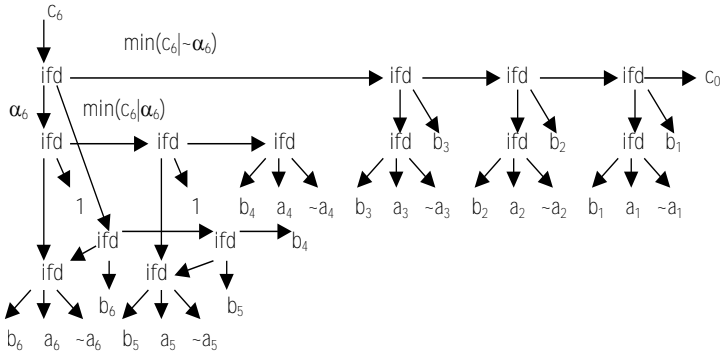 c₆
min(c₆|~α₆)
ifd ifd ifd ifd c₀
α₆ min(c₆|α₆)
ifd ifd ifd ifd b₃ ifd b₂ ifd b₁
1 1 b₄ a₄ ~a₄ b₃ a₃ ~a₃ b₂ a₂ ~a₂ b₁ a₁ ~a₁
ifd ifd b₄
ifd ifd
b₆ b₅
b₆ a₆ ~a₆ b₅ a₅ ~a₅